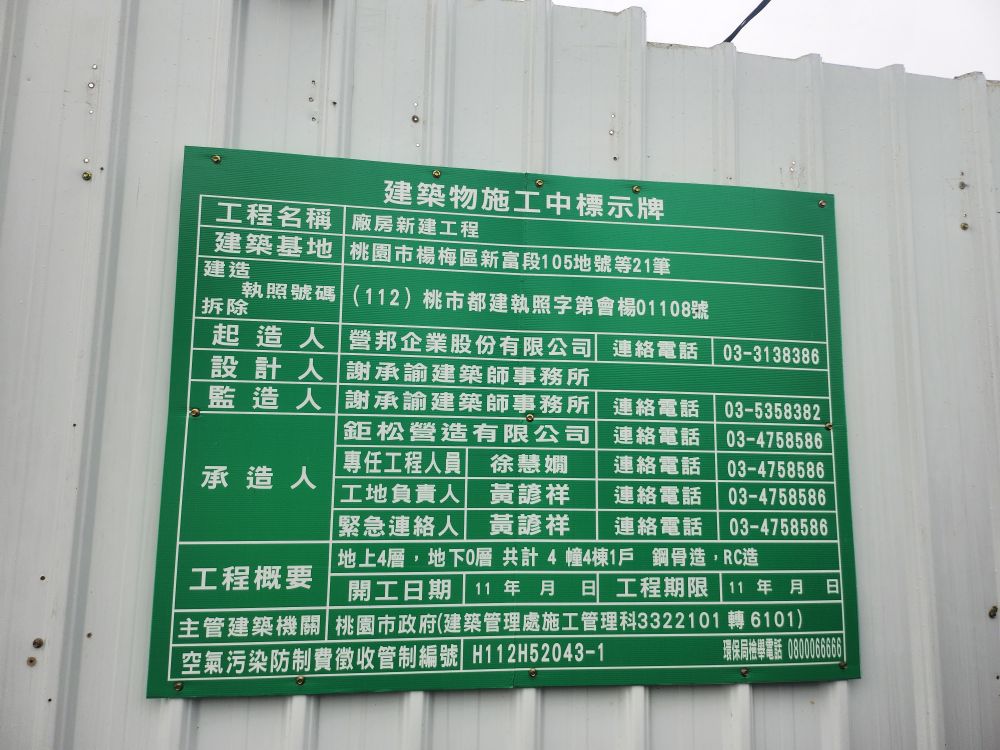 建築物施工中標示牌
工程名稱 廠房新建工程
建築基地 桃園市楊梅區新富段105地號等21筆
建造
執照號碼 (112) 桃市都建執照字第會楊01108號
拆除
起造人 營邦企業股份有限公司 連絡電話 03-3138386
設計人 謝承諭建築師事務所
監造人 謝承諭建築師事務所 連絡電話 03-5358382
承造人 鉅松營造有限公司 連絡電話 03-4758586
專任工程人員 徐慧嫺 連絡電話 03-4758586
工地負責人 黃諺祥 連絡電話 03-4758586
緊急連絡人 黃諺祥 連絡電話 03-4758586
工程概要 地上4層,地下0層 共計 4 幢4棟1戶 鋼骨造,RC造
開工日期 11 年 月 日 工程期限 11 年 月 日
主管建築機關 桃園市政府(建築管理處施工管理科3322101 轉 6101)
空氣污染防制費徵收管制編號 H112H52043-1 環保局檢舉電話 0800066666